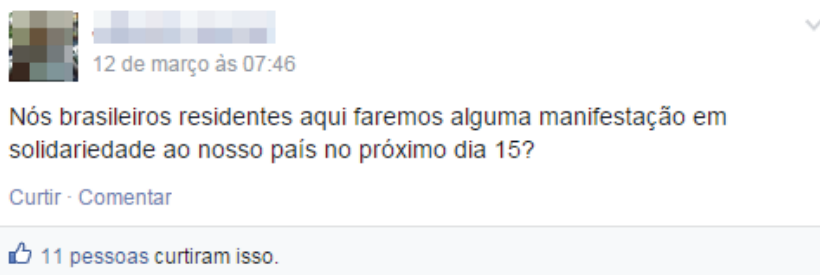 12 de março às 07:46
Nós brasileiros residentes aqui faremos alguma manifestação em
solidariedade ao nosso país no próximo dia 15?
Curtir · Comentar
11 pessoas curtiram isso.